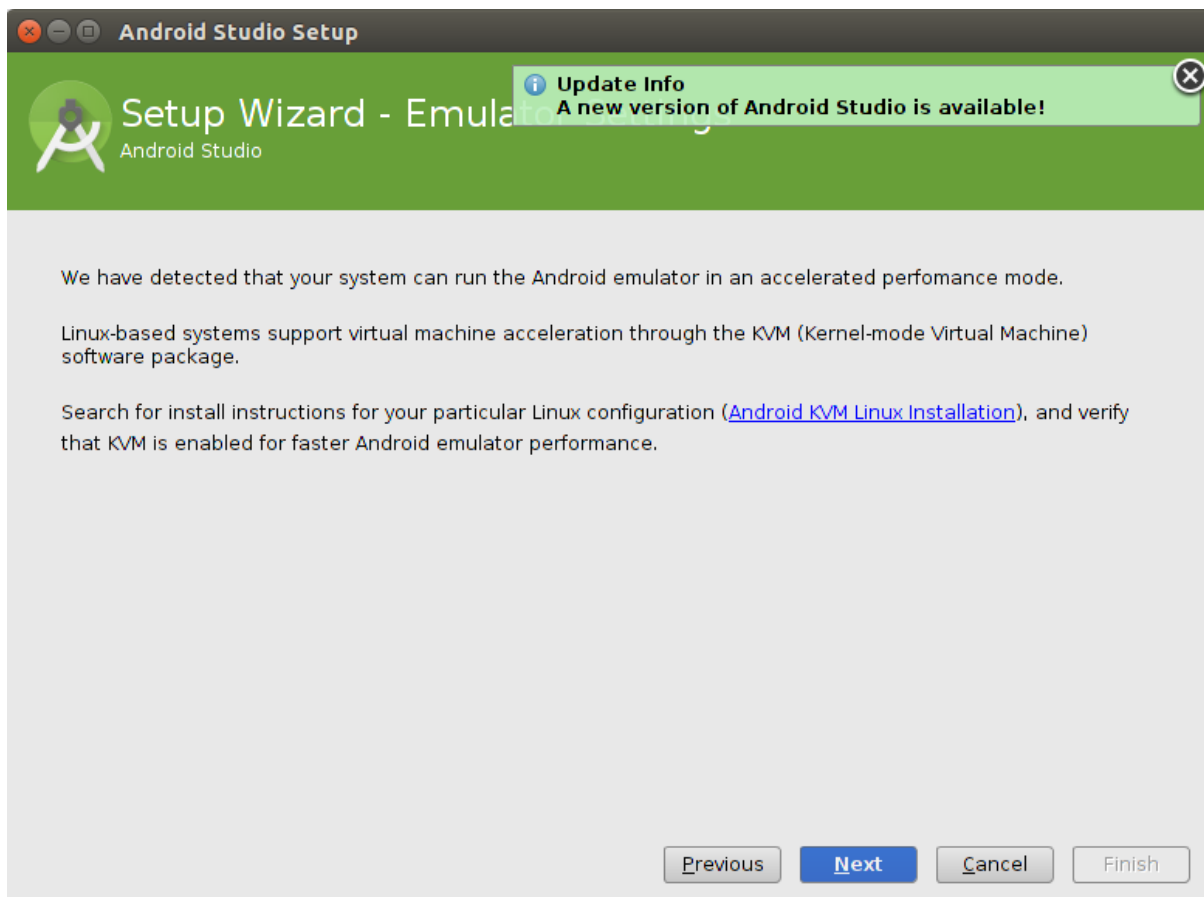 Android Studio Setup
Update Info
A new version of Android Studio is available!
Setup Wizard - Emulator Settings
Android Studio
We have detected that your system can run the Android emulator in an accelerated perfomance mode.
Linux-based systems support virtual machine acceleration through the KVM (Kernel-mode Virtual Machine)
software package.
Search for install instructions for your particular Linux configuration (Android KVM Linux Installation), and verify
that KVM is enabled for faster Android emulator performance.
Previous Next Cancel Finish